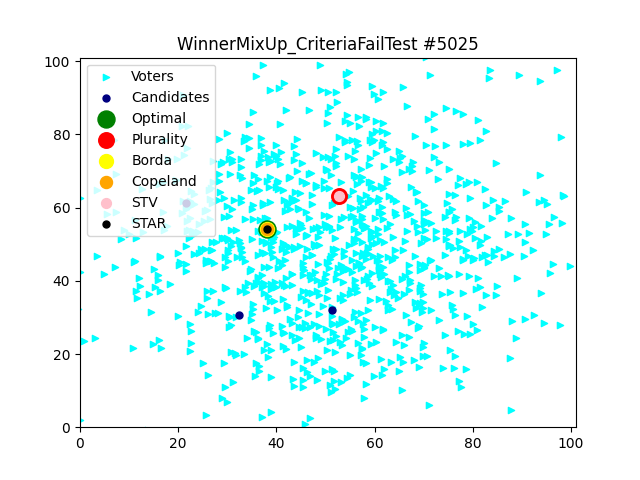 WinnerMixUp_CriteriaFailTest #5025
100
80
60
40
20
0
Voters
Candidates
Optimal
Plurality
Borda
Copeland
STV
STAR
0 20 40 60 80 100